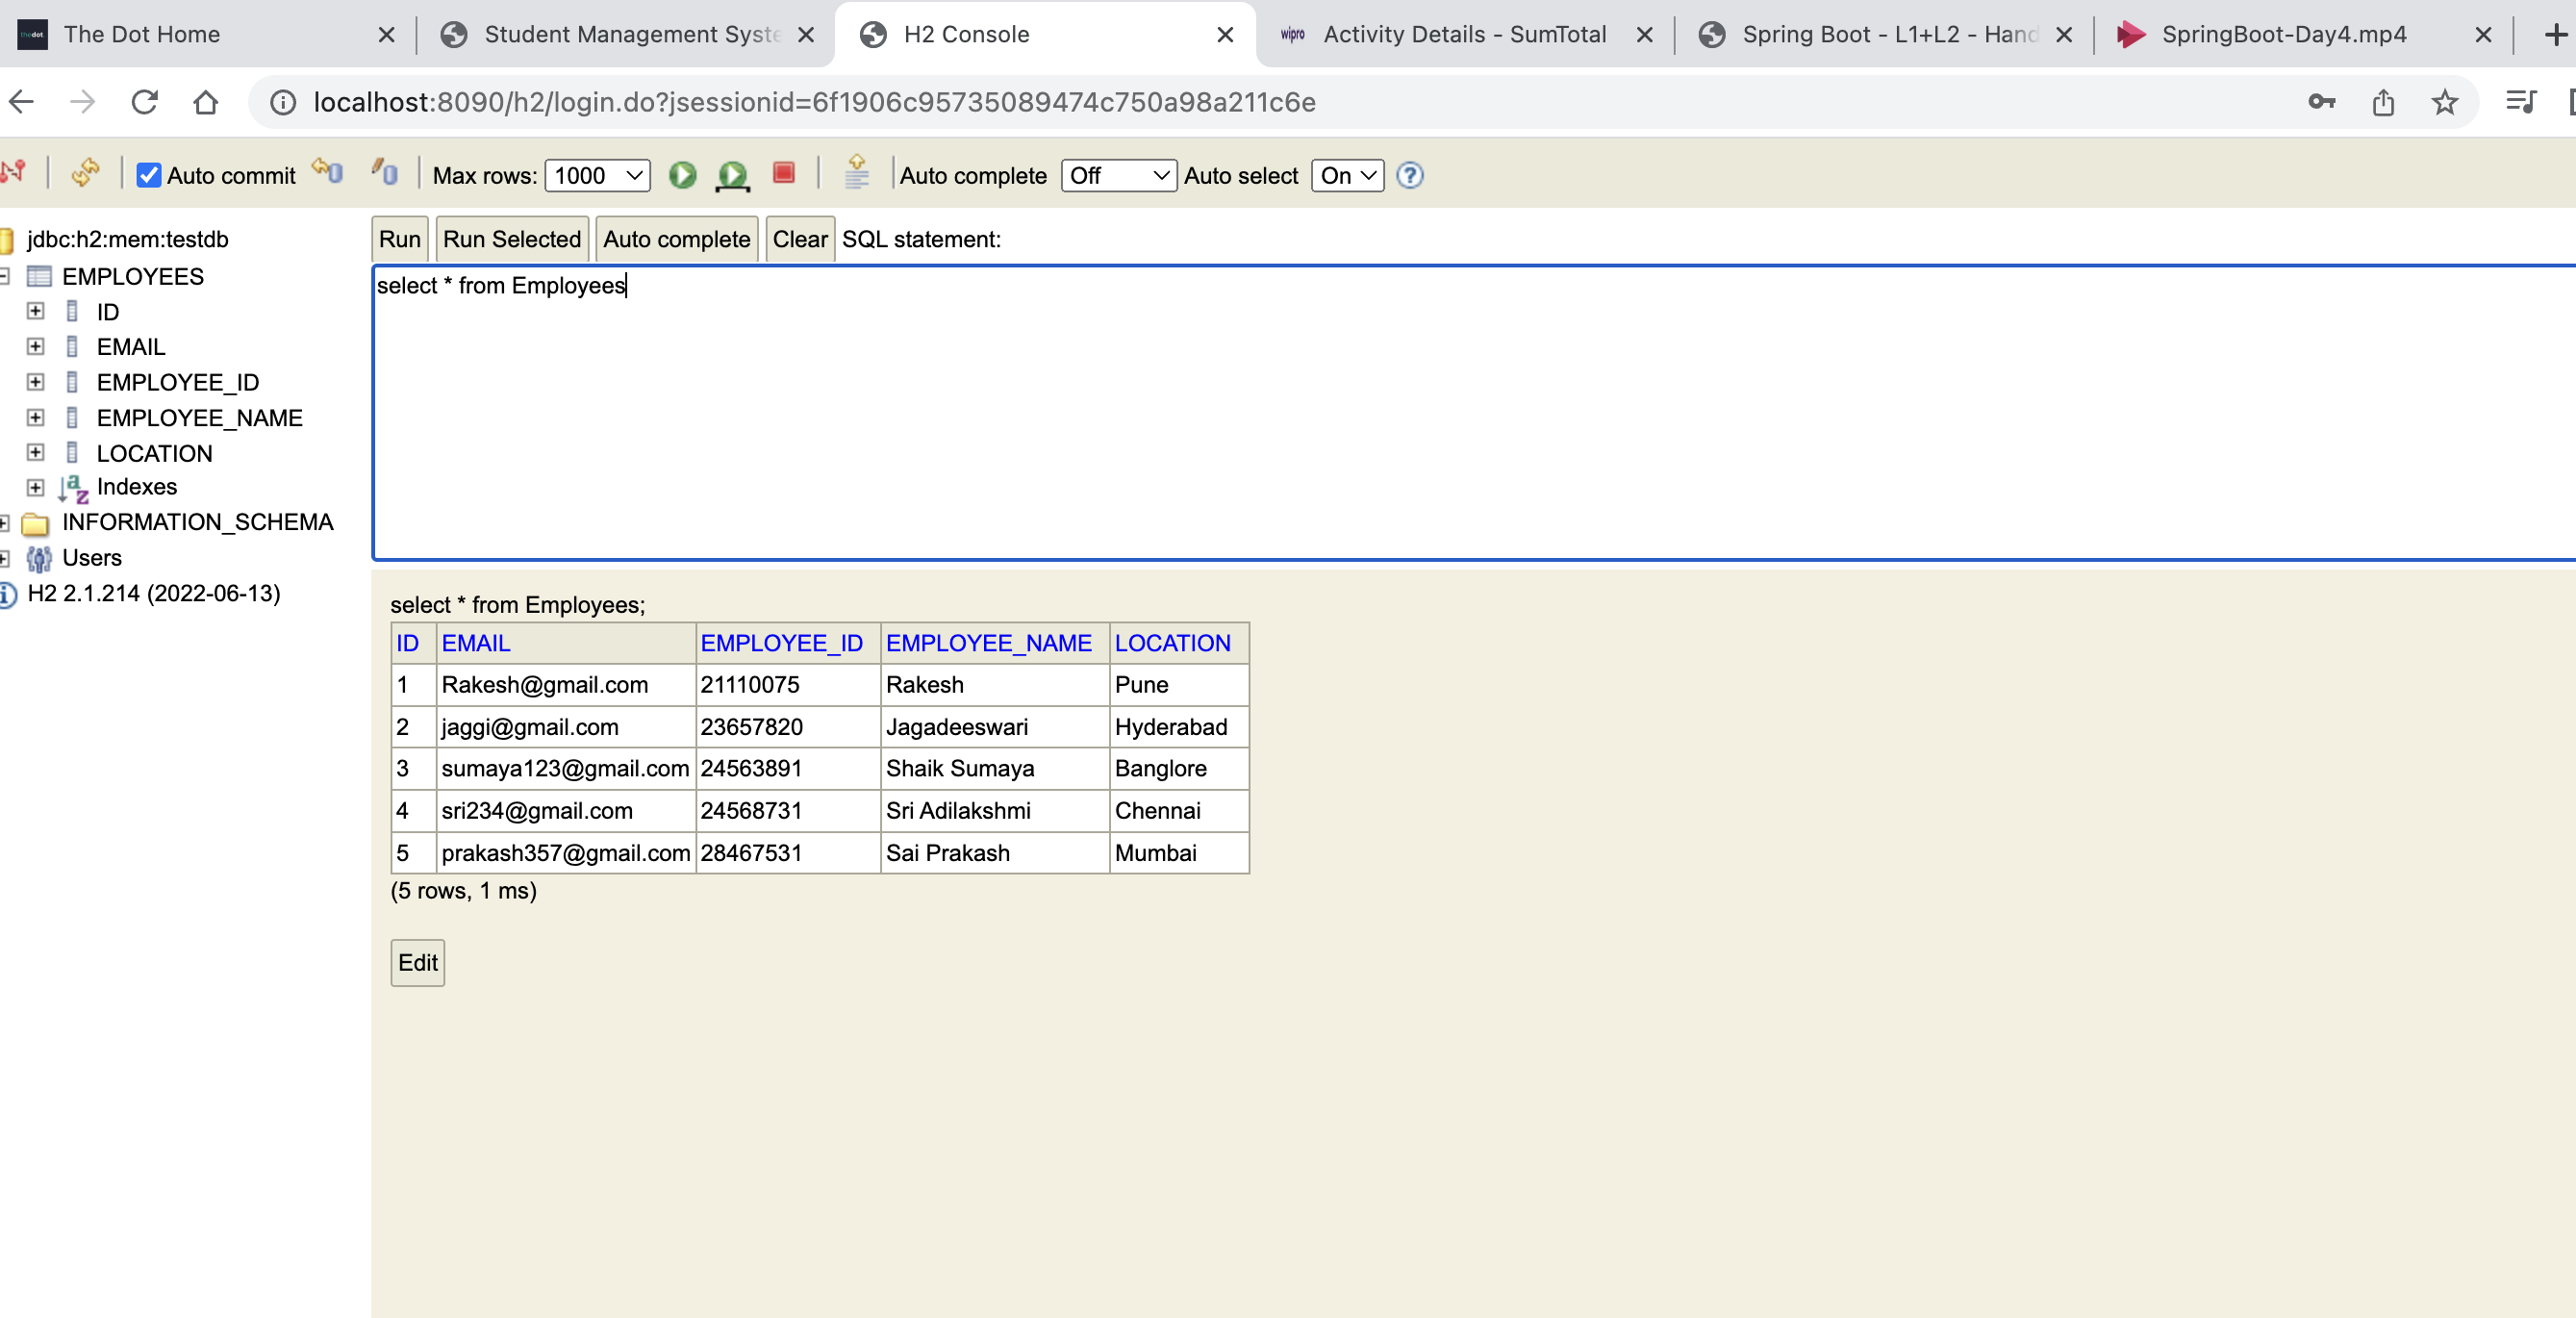 The Dot Home
Student Management Syste
H2 Console
wipro Activity Details - SumTotal
Spring Boot - L1+L2 - Hand
SpringBoot-Day4.mp4
localhost:8090/h2/login.do?jsessionid=6f1906c95735089474c750a98a211c6e
Auto commit Max rows: 1000 Auto complete Off Auto select On ?
jdbc:h2:mem:testdb
EMPLOYEES
ID
EMAIL
EMPLOYEE_ID
EMPLOYEE_NAME
LOCATION
Indexes
INFORMATION_SCHEMA
Users
H2 2.1.214 (2022-06-13)
Run Run Selected Auto complete Clear SQL statement:
select * from Employees
select * from Employees;
ID EMAIL EMPLOYEE_ID EMPLOYEE_NAME LOCATION
1 Rakesh@gmail.com 21110075 Rakesh Pune
2 jaggi@gmail.com 23657820 Jagadeeswari Hyderabad
3 sumaya123@gmail.com 24563891 Shaik Sumaya Banglore
4 sri234@gmail.com 24568731 Sri Adilakshmi Chennai
5 prakash357@gmail.com 28467531 Sai Prakash Mumbai
(5 rows, 1 ms)
Edit